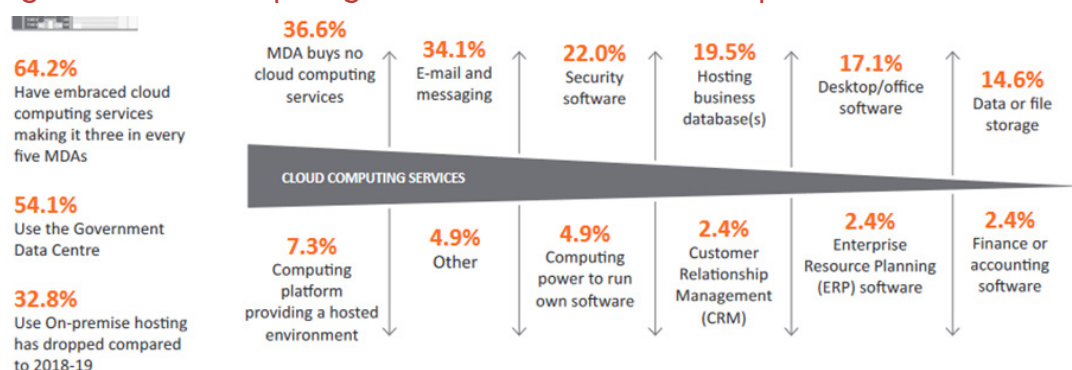 64.2%
Have embraced cloud
computing services
making it three in every
five MDAs
54.1%
Use the Government
Data Centre
32.8%
Use On-premise hosting
has dropped compared
to 2018-19
36.6%
MDA buys no
cloud computing
services
34.1%
E-mail and
messaging
22.0%
Security
software
19.5%
Hosting
business
database(s)
17.1%
Desktop/office
software
14.6%
Data or file
storage
CLOUD COMPUTING SERVICES
7.3%
Computing
platform
providing a hosted
environment
4.9%
Other
4.9%
Computing
power to run
own software
2.4%
Customer
Relationship
Management
(CRM)
2.4%
Enterprise
Resource Planning
(ERP) software
2.4%
Finance or
accounting
software